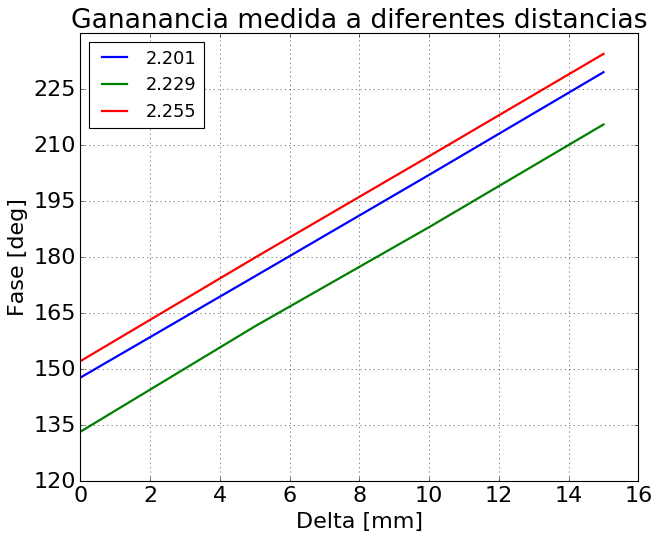 Gananancia medida a diferentes distancias
2.201
2.229
2.255
225
210
195
180
165
150
135
120
Fase [deg]
0 2 4 6 8 10 12 14 16
Delta [mm]